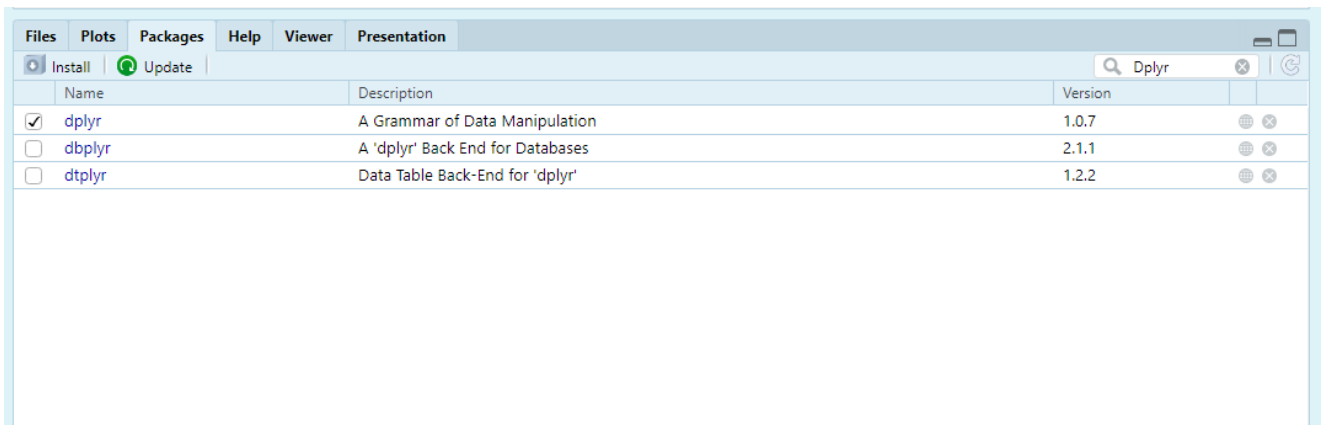 Files Plots Packages Help Viewer Presentation
Install Update Dplyr
Name Description Version
dplyr A Grammar of Data Manipulation 1.0.7
dbplyr A 'dplyr' Back End for Databases 2.1.1
dtplyr Data Table Back-End for 'dplyr' 1.2.2